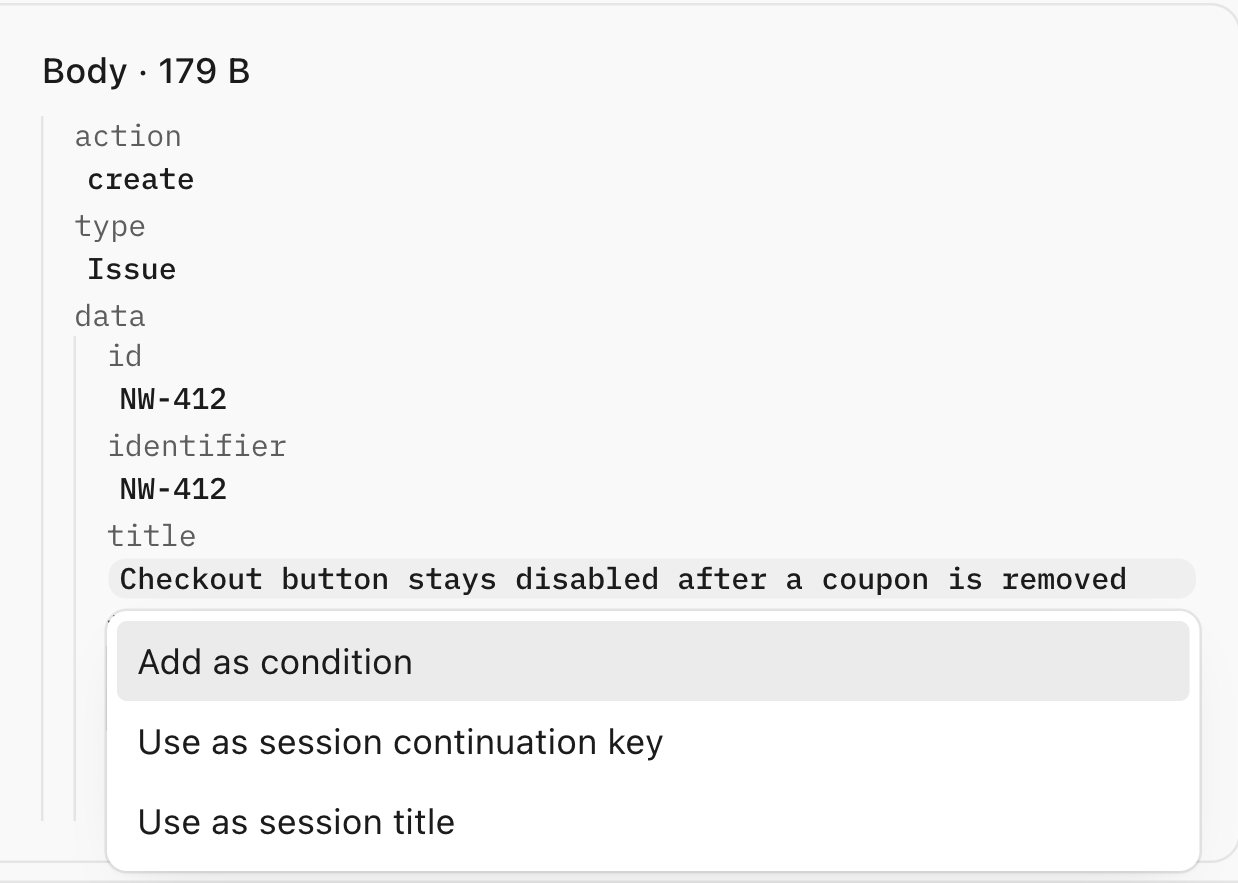 Body · 179 B
action
create
type
Issue
data
id
NW-412
identifier
NW-412
title
Checkout button stays disabled after a coupon is removed
Add as condition
Use as session continuation key
Use as session title